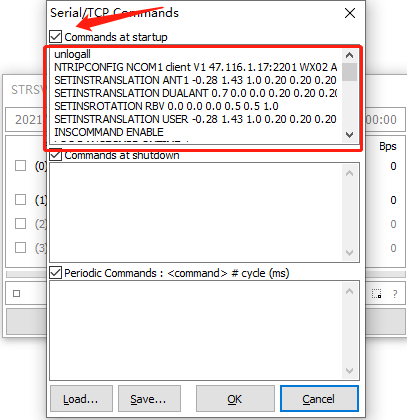 Serial/TCP Commands
Commands at startup
unlogall
NTRIPCONFIG NCOM1 client V1 47.116.1.17:2201 WX02 A
SETINSTRANSLATION ANT1 -0.28 1.43 1.0 0.20 0.20 0.20
SETINSTRANSLATION DUALANT 0.7 0.0 0.0 0.20 0.20 0.20
SETINSROTATION RBV 0.0 0.0 0.0 0.5 0.5 1.0
SETINSTRANSLATION USER -0.28 1.43 1.0 0.20 0.20 0.20
INSCOMMAND ENABLE
Commands at shutdown
Periodic Commands : <command> # cycle (ms)
Load...
Save...
OK
Cancel
STRSV
2021
00:00
Bps
(0)
0
(1)
0
(2)
0
(3)
0
?